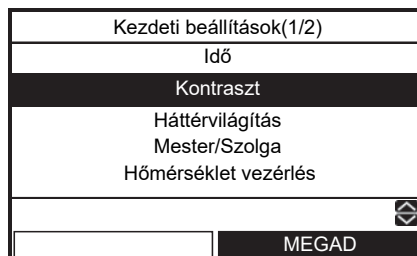 Kezdeti beállítások(1/2)
Idő
Kontraszt
Háttérvilágítás
Mester/Szolga
Hőmérséklet vezérlés
MEGAD